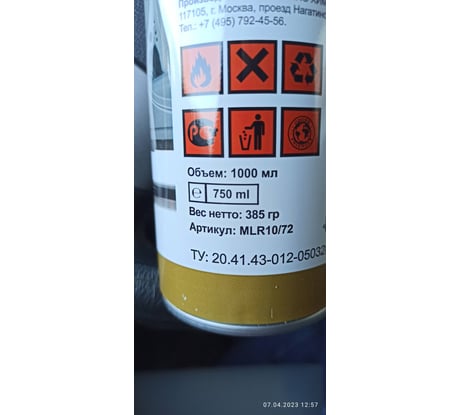 117105, г. Москва, проезд Нагатинс
Тел.: +7 (495) 792-45-56.
Объем: 1000 мл
℮ 750 ml
Вес нетто: 385 гр
Артикул: MLR10/72
ТУ: 20.41.43-012-0503
07.04.2023 12:57